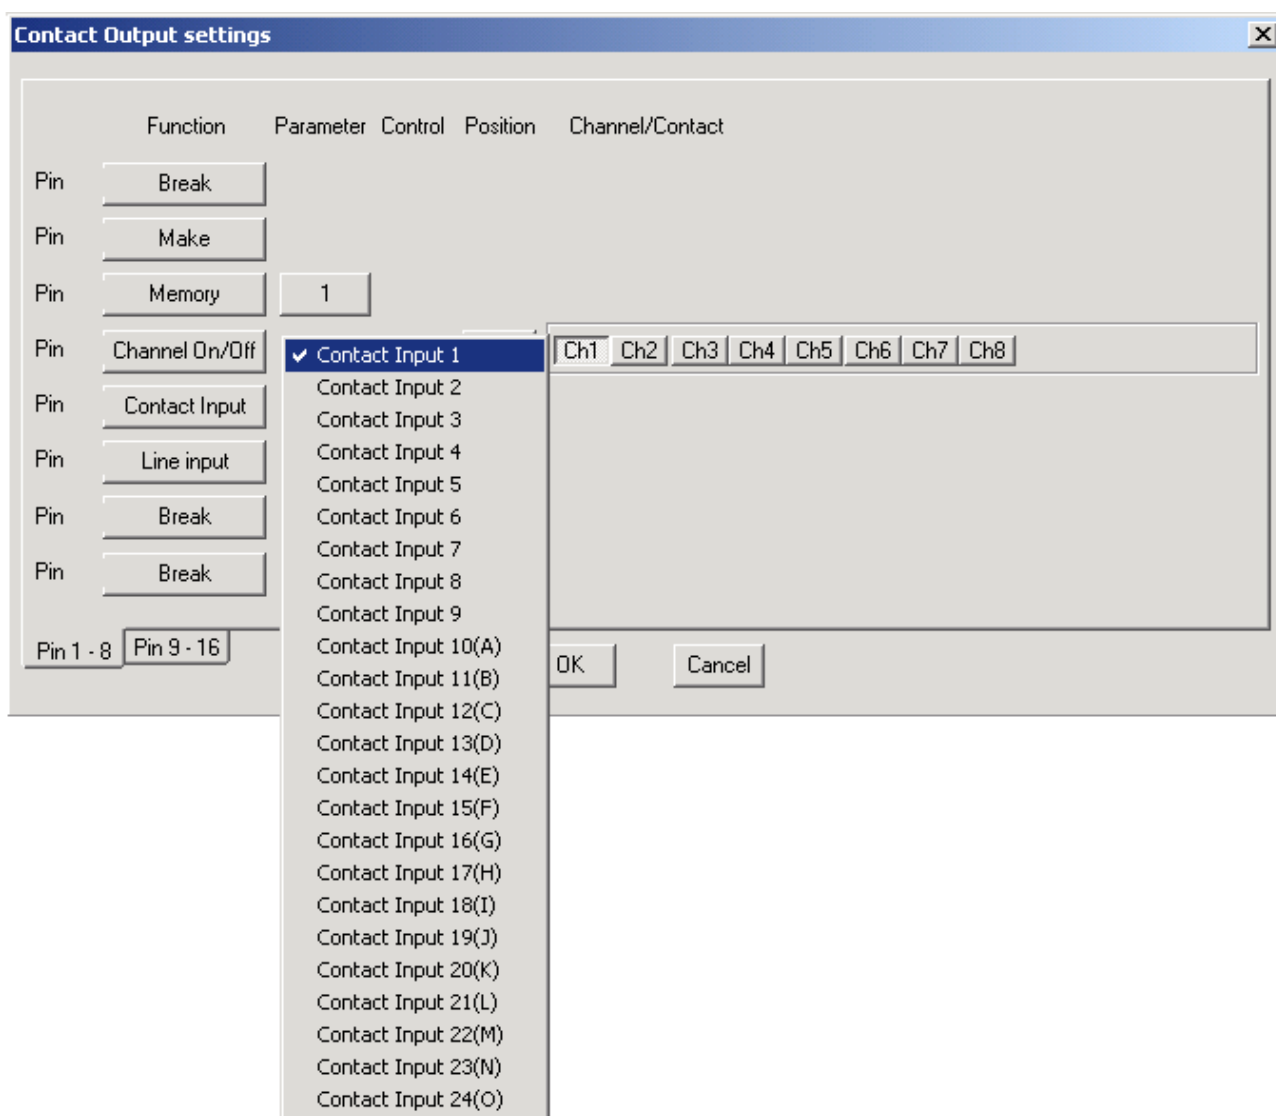 Contact Output settings
Function Parameter Control Position Channel/Contact
Pin Break
Pin Make
Pin Memory 1
Pin Channel On/Off Ch1 Ch2 Ch3 Ch4 Ch5 Ch6 Ch7 Ch8
Pin Contact Input
Pin Line input
Pin Break
Pin Break
Contact Input 1
Contact Input 2
Contact Input 3
Contact Input 4
Contact Input 5
Contact Input 6
Contact Input 7
Contact Input 8
Contact Input 9
Contact Input 10(A)
Contact Input 11(B)
Contact Input 12(C)
Contact Input 13(D)
Contact Input 14(E)
Contact Input 15(F)
Contact Input 16(G)
Contact Input 17(H)
Contact Input 18(I)
Contact Input 19(J)
Contact Input 20(K)
Contact Input 21(L)
Contact Input 22(M)
Contact Input 23(N)
Contact Input 24(O)
Pin 1 - 8 Pin 9 - 16
OK Cancel